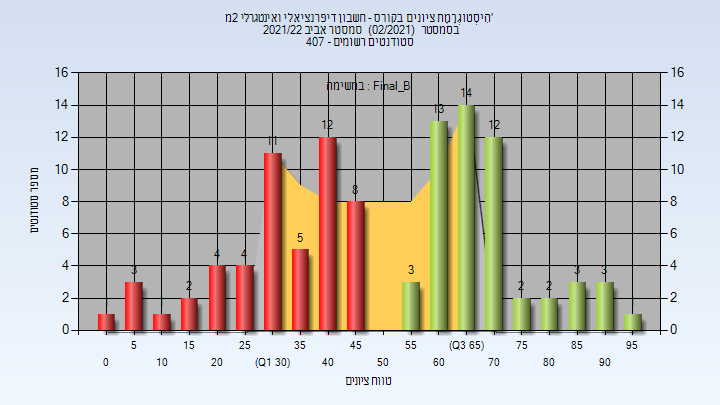 הִיסְטוֹגְרָמַת ציונים בקורס - חשבון דיפרנציאלי ואינטגרלי 2מ'
בסמסטר (02/2021) סמסטר אביב 2021/22
סטודנטים רשומים - 407
במשימה : Final_B
מספר סטודנטים
16 16
14 14
12 12
10 10
8 8
6 6
4 4
2 2
0 0
3 2 4 4 11 5 12 8 3 13 14 12 2 2 3 3
5 15 25 35 45 55 (Q3 65) 75 85 95
0 10 20 (Q1 30) 40 50 60 70 80 90
טווח ציונים